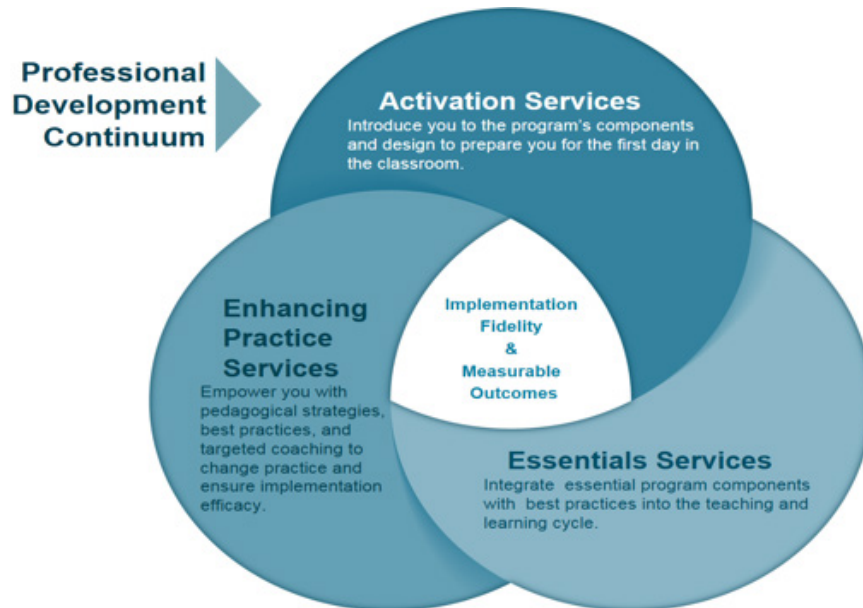 Professional
Development
Continuum
Activation Services
Introduce you to the program's components
and design to prepare you for the first day in
the classroom.
Enhancing
Practice
Services
Empower you with
pedagogical strategies,
best practices, and
targeted coaching to
change practice and
ensure implementation
efficacy.
Implementation
Fidelity
&
Measurable
Outcomes
Essentials Services
Integrate essential program components
with best practices into the teaching and
learning cycle.